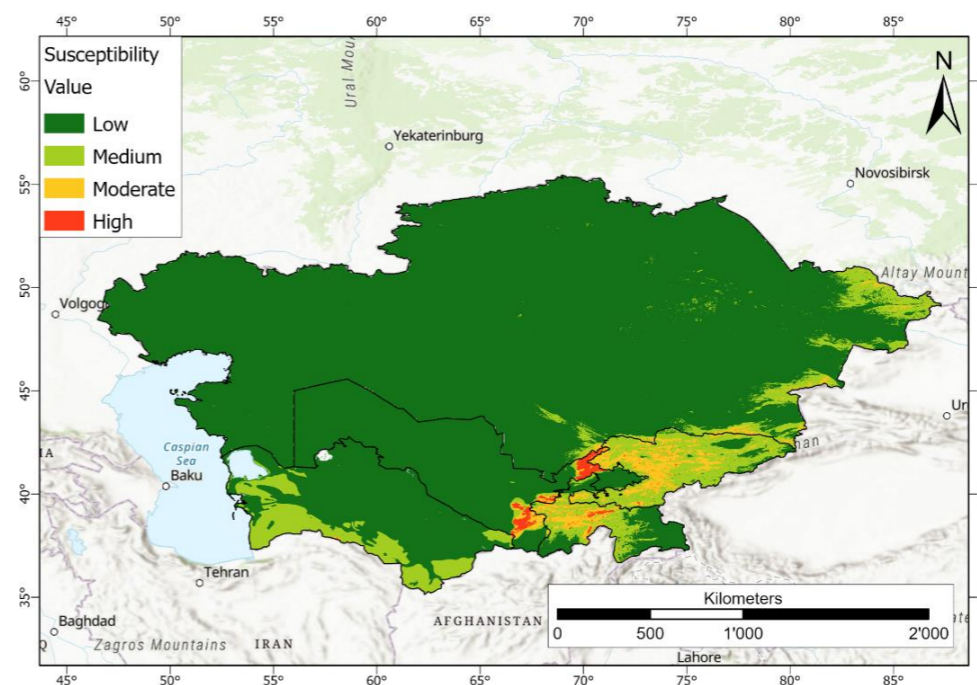 45° 50° 55° 60° 65° 70° 75° 80° 85°
Susceptibility
Value
Low
Medium
Moderate
High
N
60°
55°
50°
45°
40°
35°
Ural Mou
Yekaterinburg
Novosibirsk
Altay Mount
Volgog
Ur
han
IA
Caspian
Sea
Baku
Tehran
Baghdad
Q
Zagros Mountains
IRAN
AFGHANISTAN
Kilometers
0 500 1'000 2'000
Lahore
45° 50° 55° 60° 65° 70° 75° 80° 85°